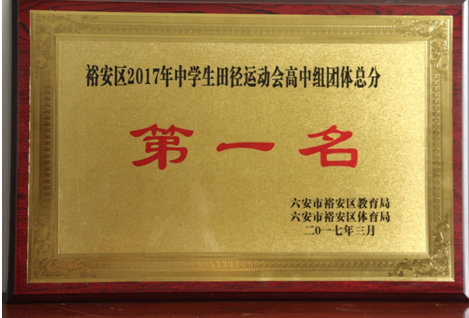 裕安区2017年中学生田径运动会高中组团体总分
第一名
六安市裕安区教育局
六安市裕安区体育局
二〇一七年三月